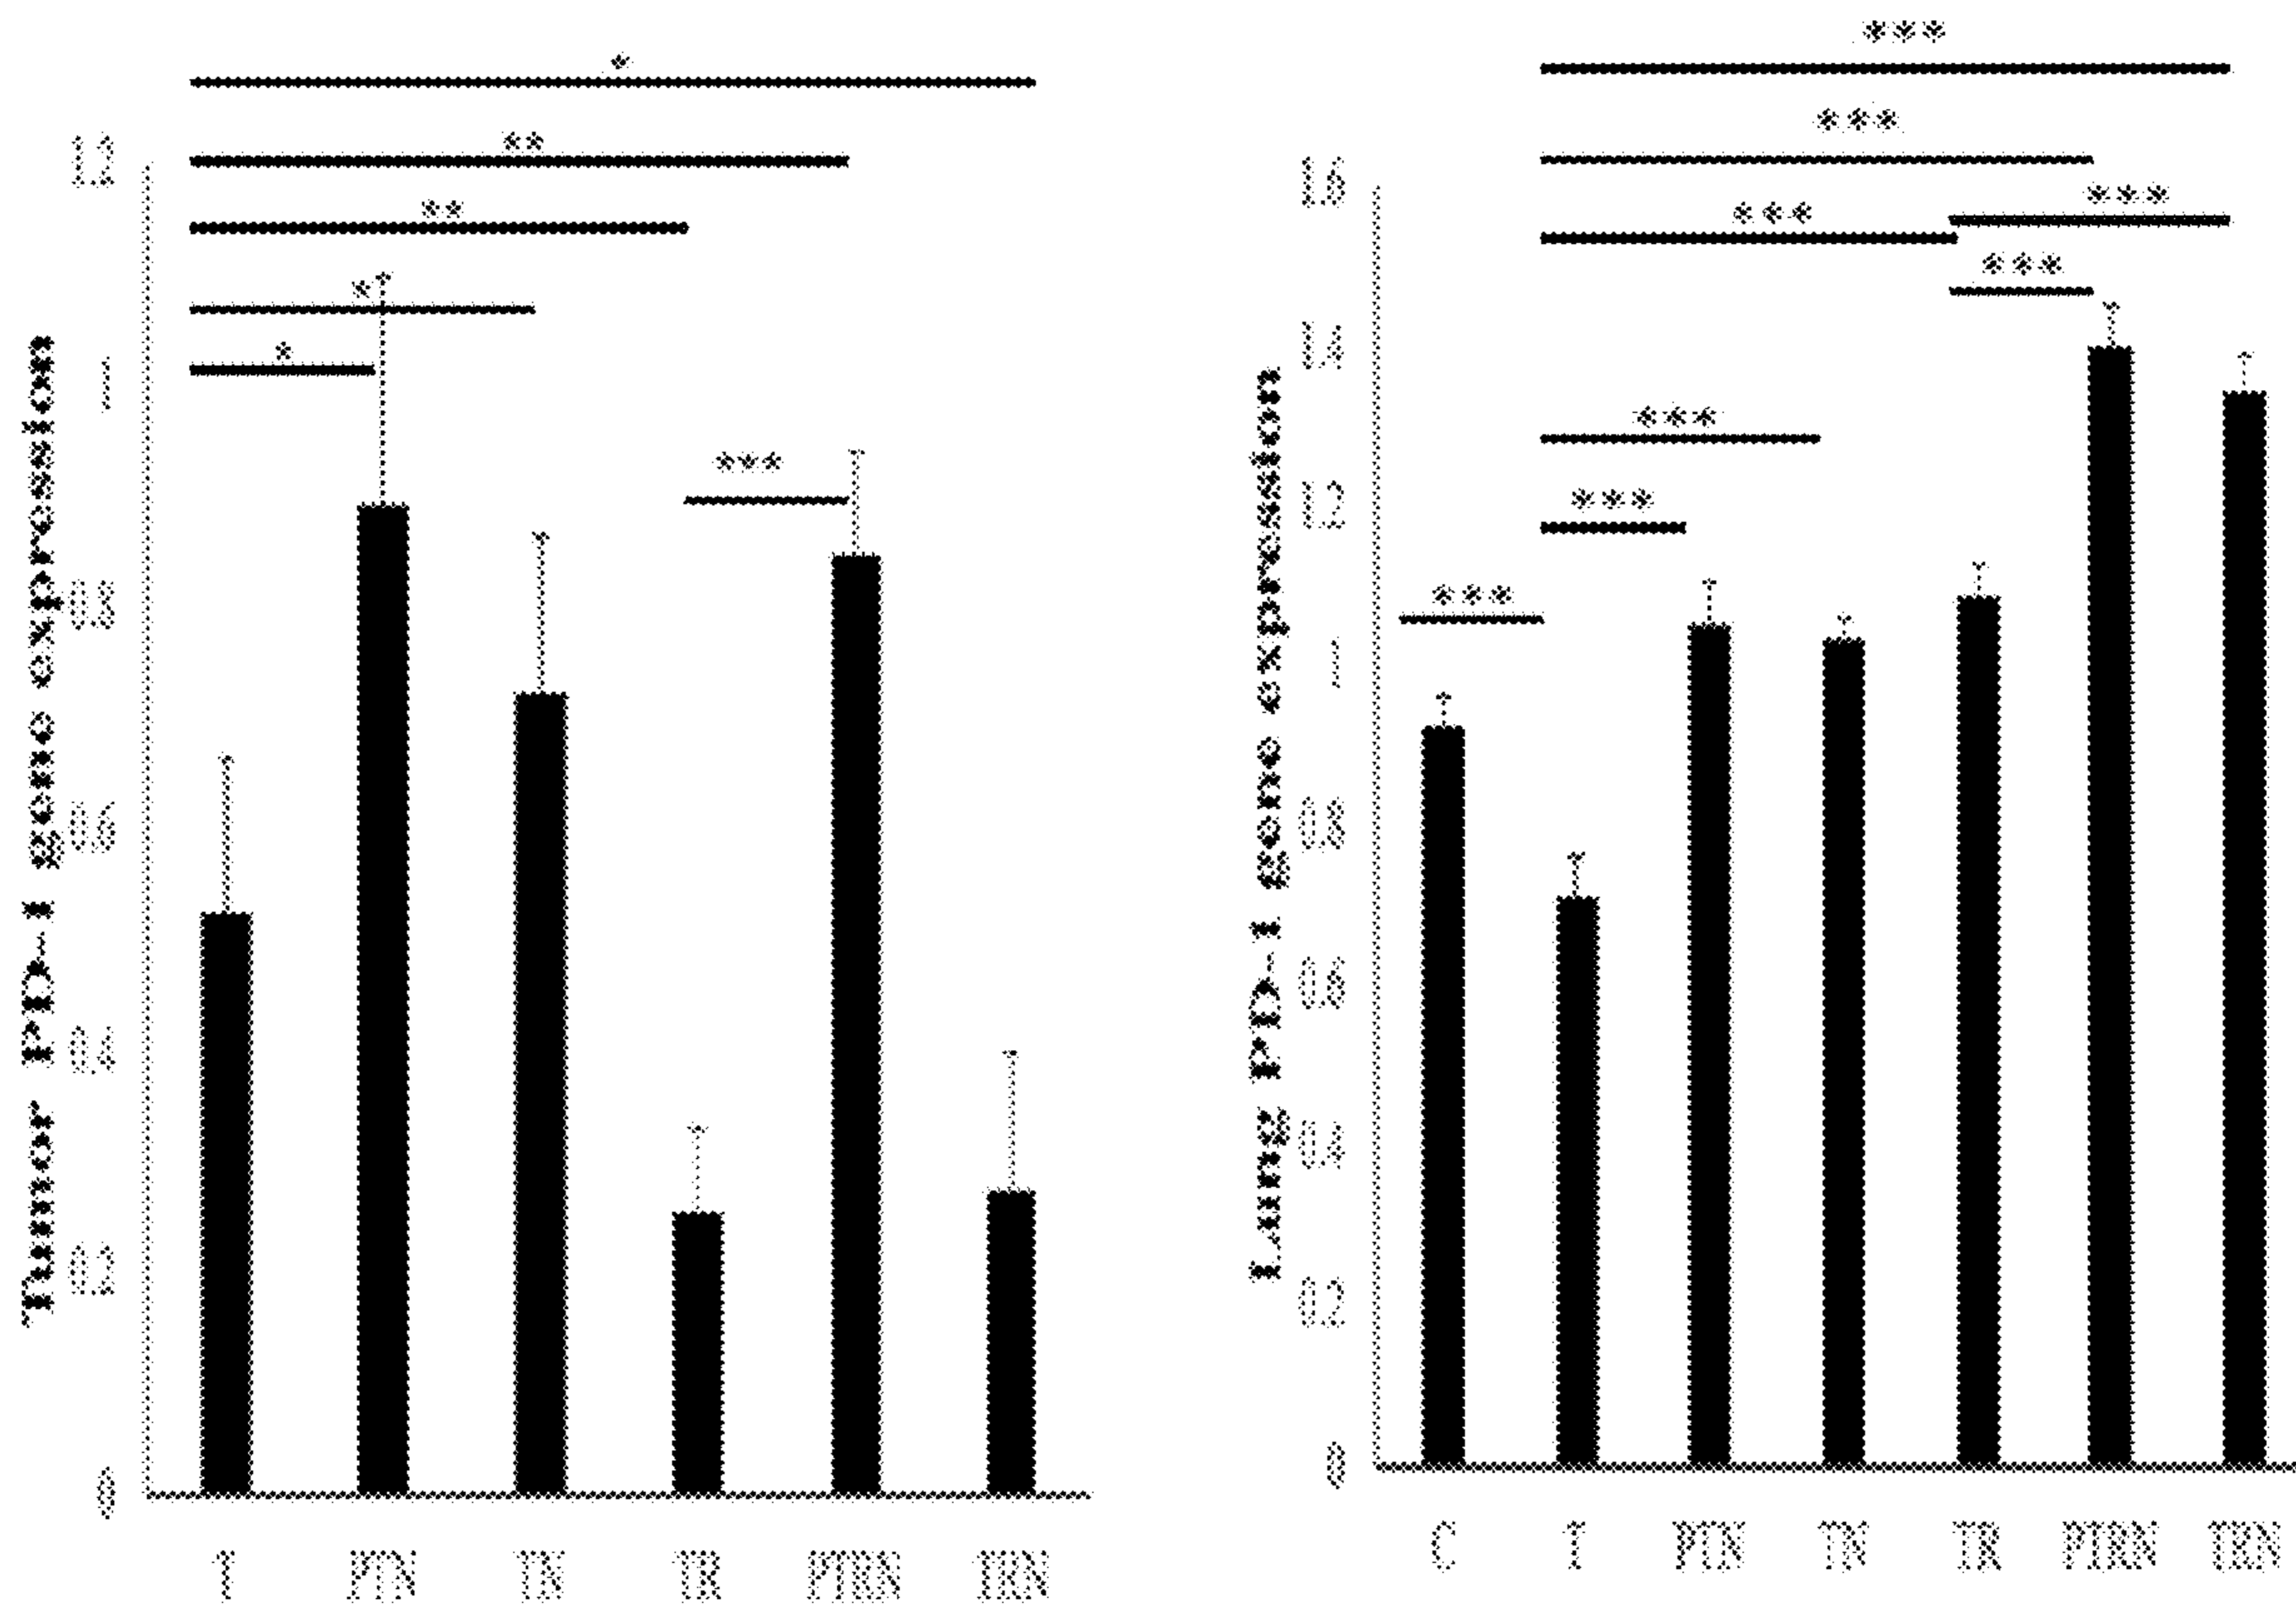 Tumor PD-1 gene expression
*
**
**
*
*
***
1.2
1
0.8
0.6
0.4
0.2
0
T
PTN
TN
TR
PTRN
TRN
Lung PD-1 gene expression
***
***
***
***
***
***
***
***
1.6
1.4
1.2
1
0.8
0.6
0.4
0.2
0
C
T
PTN
TN
TR
PTRN
TRN